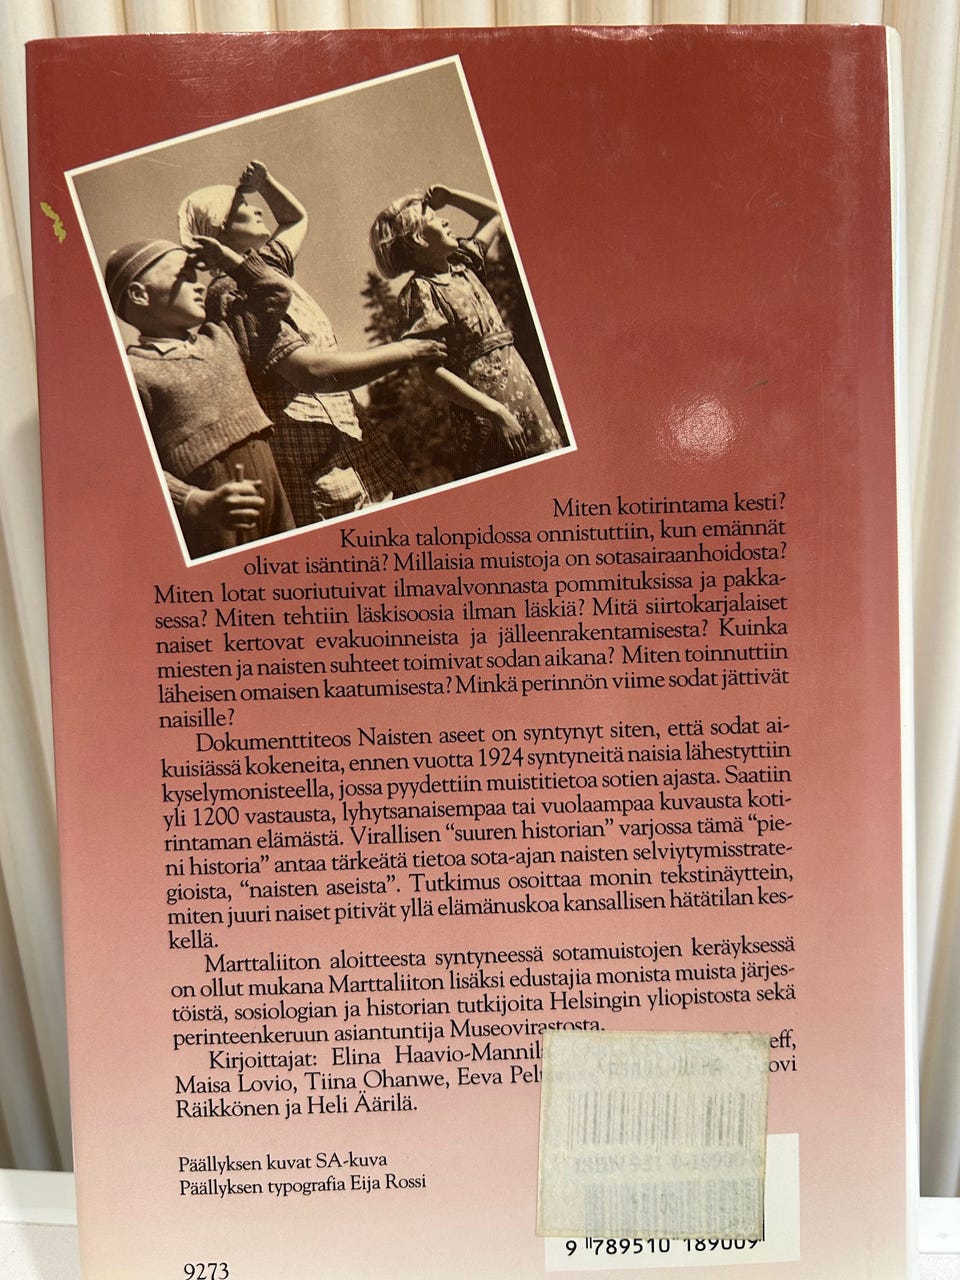 Miten kotirintama kesti?
Kuinka talonpidossa onnistuttiin, kun emännät
olivat isäntinä? Millaisia muistoja on sotasairaanhoidosta?
Miten lotat suoriutuivat ilmavalvonnasta pommituksissa ja pakka-
sessa? Miten tehtiin läskisoosia ilman läskiä? Mitä siirtokarjalaiset
naiset kertovat evakuoinneista ja jälleenrakentamisesta? Kuinka
miesten ja naisten suhteet toimivat sodan aikana? Miten toinnuttiin
läheisen omaisen kaatumisesta? Minkä perinnön viime sodat jättivät
naisille?
Dokumenttiteos Naisten aseet on syntynyt siten, että sodat ai-
kuisiässä kokeneita, ennen vuotta 1924 syntyneitä naisia lähestyttiin
kyselymonisteella, jossa pyydettiin muistitietoa sotien ajasta. Saatiin
yli 1200 vastausta, lyhytsanaisempaa tai vuolaampaa kuvausta koti-
rintaman elämästä. Virallisen “suuren historian” varjossa tämä “pie-
ni historia” antaa tärkeätä tietoa sota-ajan naisten selviytymisstrate-
gioista, “naisten aseista”. Tutkimus osoittaa monin tekstinäyttein,
miten juuri naiset pitivät yllä elämänuskoa kansallisen hätätilan kes-
kellä.
Marttaliiton aloitteesta syntyneessä sotamuistojen keräyksessä
on ollut mukana Marttaliiton lisäksi edustajia monista muista järjes-
töistä, sosiologian ja historian tutkijoita Helsingin yliopistosta sekä
perinteenkeruun asiantuntija Museovirastosta.
Kirjoittajat: Elina Haavio-Mannila
Maisa Lovio, Tiina Ohanwe, Eeva
Räikkönen ja Heli Äärilä.
Päällyksen kuvat SA-kuva
Päällyksen typografia Eija Rossi
9 789510 189009
9273